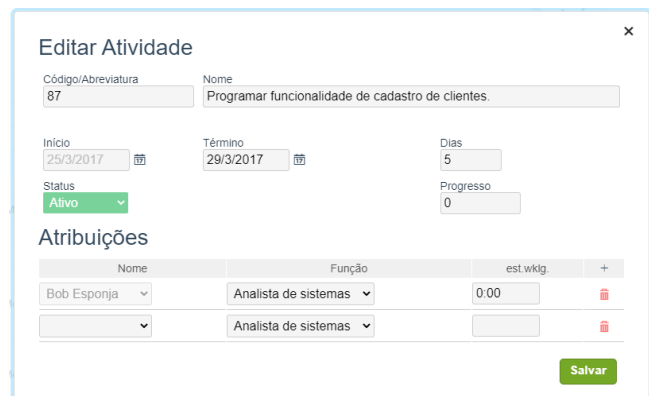 ×
Editar Atividade
Código/Abreviatura Nome
87 Programar funcionalidade de cadastro de clientes.
Início Término Dias
25/3/2017 29/3/2017 5
Status Progresso
Ativo 0
Atribuições
Nome Função est.wklg. +
Bob Esponja Analista de sistemas 0:00
Analista de sistemas
Salvar